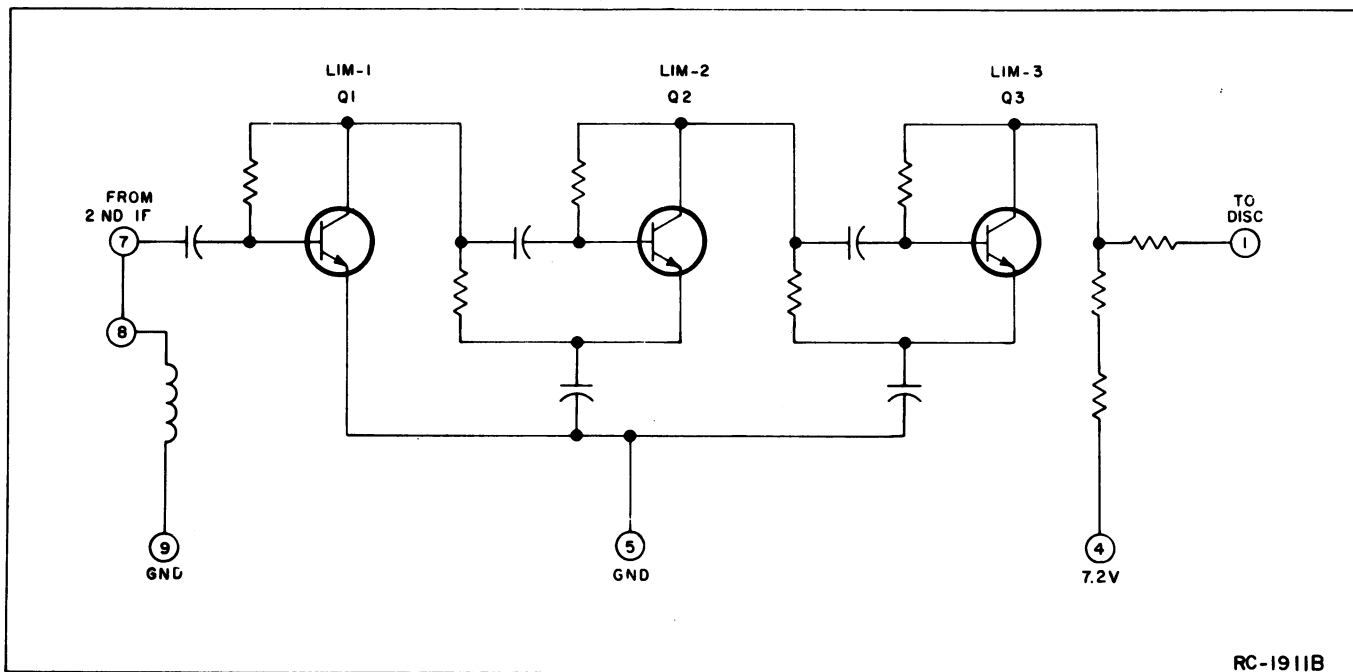 LIM-1
Q1
LIM-2
Q2
LIM-3
Q3
FROM
2 ND IF
7
8
9
GND
5
GND
TO
DISC
1
4
7.2V
RC-1911B